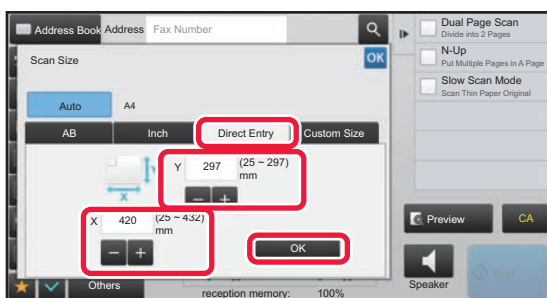 Address Book Address Fax Number
Scan Size OK
Auto A4
AB Inch Direct Entry Custom Size
Y 297 (25 ~ 297)
mm
Y
X
X 420 (25 ~ 432)
mm
OK
Others
reception memory: 100%
Dual Page Scan
Divide into 2 Pages
N-Up
Put Multiple Pages in A Page
Slow Scan Mode
Scan Thin Paper Original
Preview CA
Speaker Start